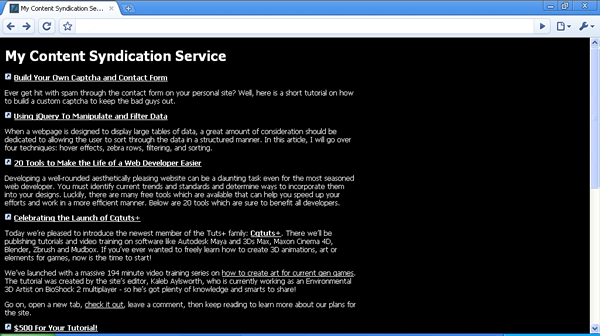 My Content Syndication Se...
My Content Syndication Service
Build Your Own Captcha and Contact Form
Ever get hit with spam through the contact form on your personal site? Well, here is a short tutorial on how
to build a custom captcha to keep the bad guys out.
Using jQuery To Manipulate and Filter Data
When a webpage is designed to display large tables of data, a great amount of consideration should be
dedicated to allowing the user to sort through the data in a structured manner. In this article, I will go over
four techniques: hover effects, zebra rows, filtering, and sorting.
20 Tools to Make the Life of a Web Developer Easier
Developing a well-rounded aesthetically pleasing website can be a daunting task even for the most seasoned
web developer. You must identify current trends and standards and determine ways to incorporate them
into your designs. Luckily, there are many free tools which are available that can help you speed up your
efforts and work in a more efficient manner. Below are 20 tools which are sure to benefit all developers.
Celebrating the Launch of Cgtuts+
Today we're pleased to introduce the newest member of the Tuts+ family: Cgtuts+. There we'll be
publishing tutorials and video training on software like Autodesk Maya and 3Ds Max, Maxon Cinema 4D,
Blender, Zbrush and Mudbox. If you've ever wanted to freely learn how to create 3D animations, art or
elements for games, now is the time to start!
We've launched with a massive 194 minute video training series on how to create art for current gen games.
The tutorial was created by the site's editor, Kaleb Aylsworth, who is currently working as an Environmental
3D Artist on BioShock 2 multiplayer - so he's got plenty of knowledge and smarts to share!
Go on, open a new tab, check it out, leave a comment, then keep reading to learn more about our plans for
the site.
$500 For Your Tutorial!